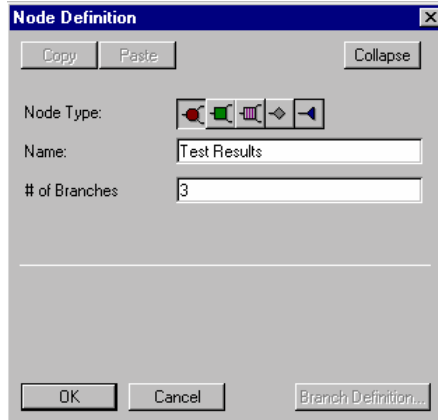 Node Definition
Copy Paste Collapse
Node Type:
Name: Test Results
# of Branches 3
OK Cancel Branch Definition...